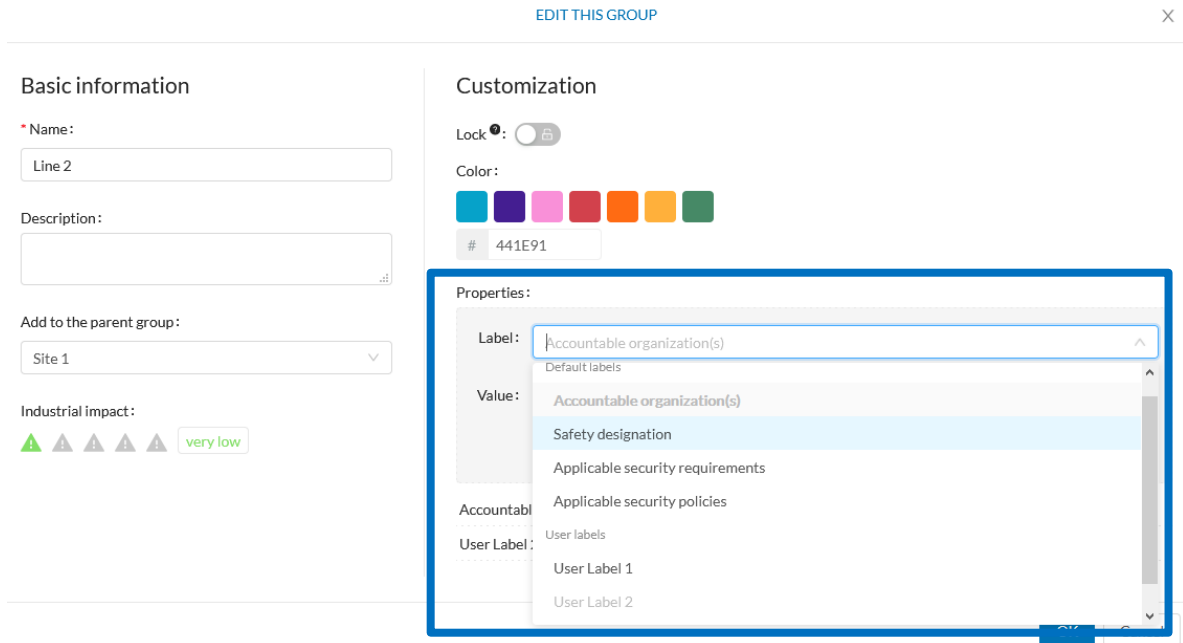 EDIT THIS GROUP
Basic information
* Name:
Line 2
Description:
Add to the parent group:
Site 1
Industrial impact:
very low
Customization
Lock ?:
Color:
# 441E91
Properties:
Label: Accountable organization(s)
Default labels
Value:
Accountable organization(s)
Safety designation
Applicable security requirements
Applicable security policies
Accountabl
User labels
User Label 2
User Label 1
User Label 2
OK